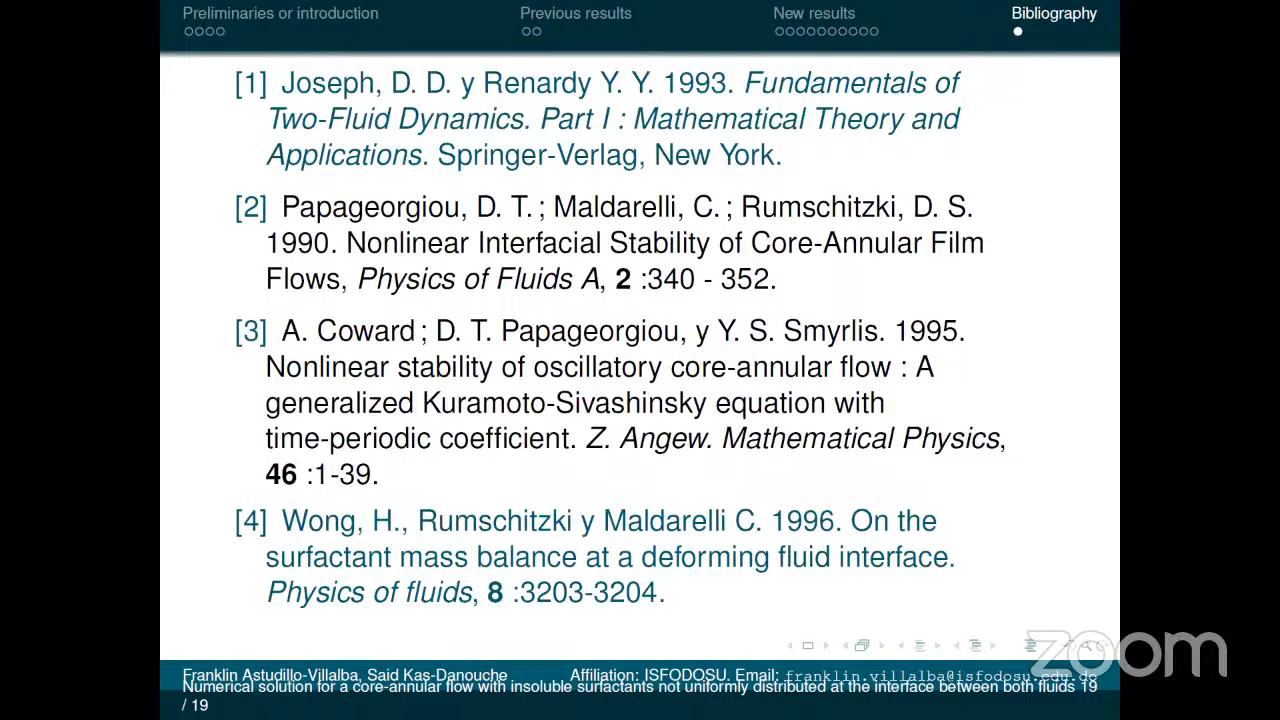 Preliminaries or introduction Previous results New results Bibliography
[1] Joseph, D. D. y Renardy Y. Y. 1993. Fundamentals of
Two-Fluid Dynamics. Part I : Mathematical Theory and
Applications. Springer-Verlag, New York.
[2] Papageorgiou, D. T. ; Maldarelli, C. ; Rumschitzki, D. S.
1990. Nonlinear Interfacial Stability of Core-Annular Film
Flows, Physics of Fluids A, 2 :340 - 352.
[3] A. Coward ; D. T. Papageorgiou, y Y. S. Smyrlis. 1995.
Nonlinear stability of oscillatory core-annular flow : A
generalized Kuramoto-Sivashinsky equation with
time-periodic coefficient. Z. Angew. Mathematical Physics,
46 :1-39.
[4] Wong, H., Rumschitzki y Maldarelli C. 1996. On the
surfactant mass balance at a deforming fluid interface.
Physics of fluids, 8 :3203-3204.
zoom
Franklin Astudillo-Villalba, Said Kas-Danouche Affiliation: ISFODOSU. Email: franklin.villalba@isfodosu.edu.do
Numerical solution for a core-annular flow with insoluble surfactants not uniformly distributed at the interface between both fluids 19
/ 19